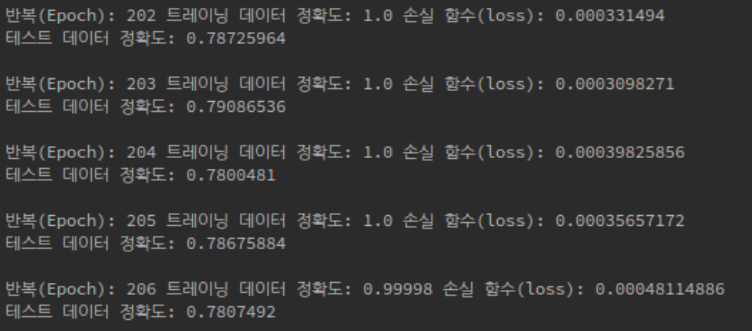 반복(Epoch): 202 트레이닝 데이터 정확도: 1.0 손실 함수(loss): 0.000331494
테스트 데이터 정확도: 0.78725964
반복(Epoch): 203 트레이닝 데이터 정확도: 1.0 손실 함수(loss): 0.0003098271
테스트 데이터 정확도: 0.79086536
반복(Epoch): 204 트레이닝 데이터 정확도: 1.0 손실 함수(loss): 0.00039825856
테스트 데이터 정확도: 0.7800481
반복(Epoch): 205 트레이닝 데이터 정확도: 1.0 손실 함수(loss): 0.00035657172
테스트 데이터 정확도: 0.78675884
반복(Epoch): 206 트레이닝 데이터 정확도: 0.99998 손실 함수(loss): 0.00048114886
테스트 데이터 정확도: 0.7807492